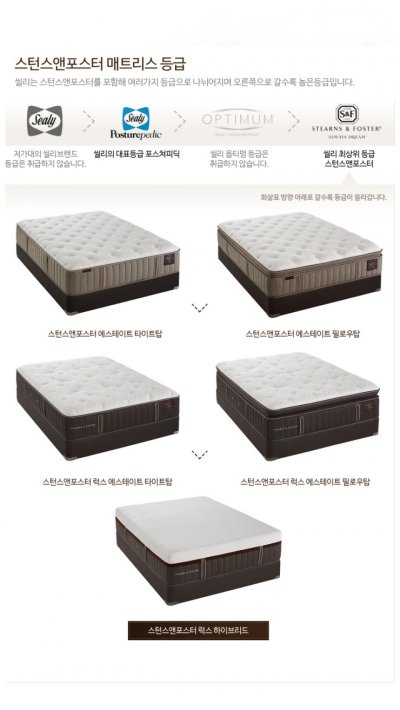 스턴스앤포스터 매트리스 등급
씰리는 스턴스앤포스터를 포함해 여러가지 등급으로 나뉘어지며 오른쪽으로 갈수록 높은등급입니다.
Sealy
Sealy
Posturepedic
OPTIMUM
SEALY POSTUREPEDIC
S&F
STEARNS & FOSTER®
ALWAYS DREAM™
저가대의 씰리브랜드
등급은 취급하지 않습니다.
씰리의 대표등급 포스쳐피딕
씰리 옵티멈 등급은
취급하지 않습니다.
씰리 최상위 등급
스턴스앤포스터
화살표 방향 아래로 갈수록 등급이 올라갑니다.
스턴스앤포스터 에스테이트 타이트탑
스턴스앤포스터 에스테이트 필로우탑
스턴스앤포스터 럭스 에스테이트 타이트탑
스턴스앤포스터 럭스 에스테이트 필로우탑
스턴스앤포스터 럭스 하이브리드